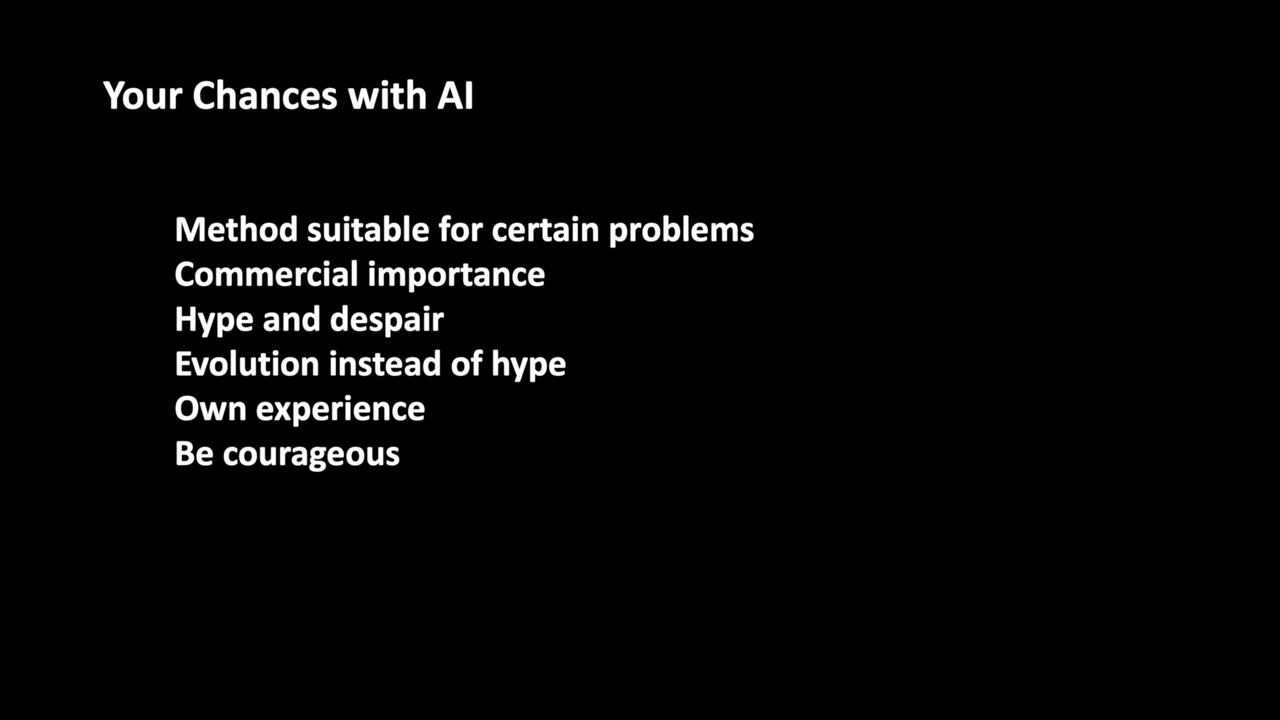 Your Chances with AI
Method suitable for certain problems
Commercial importance
Hype and despair
Evolution instead of hype
Own experience
Be courageous